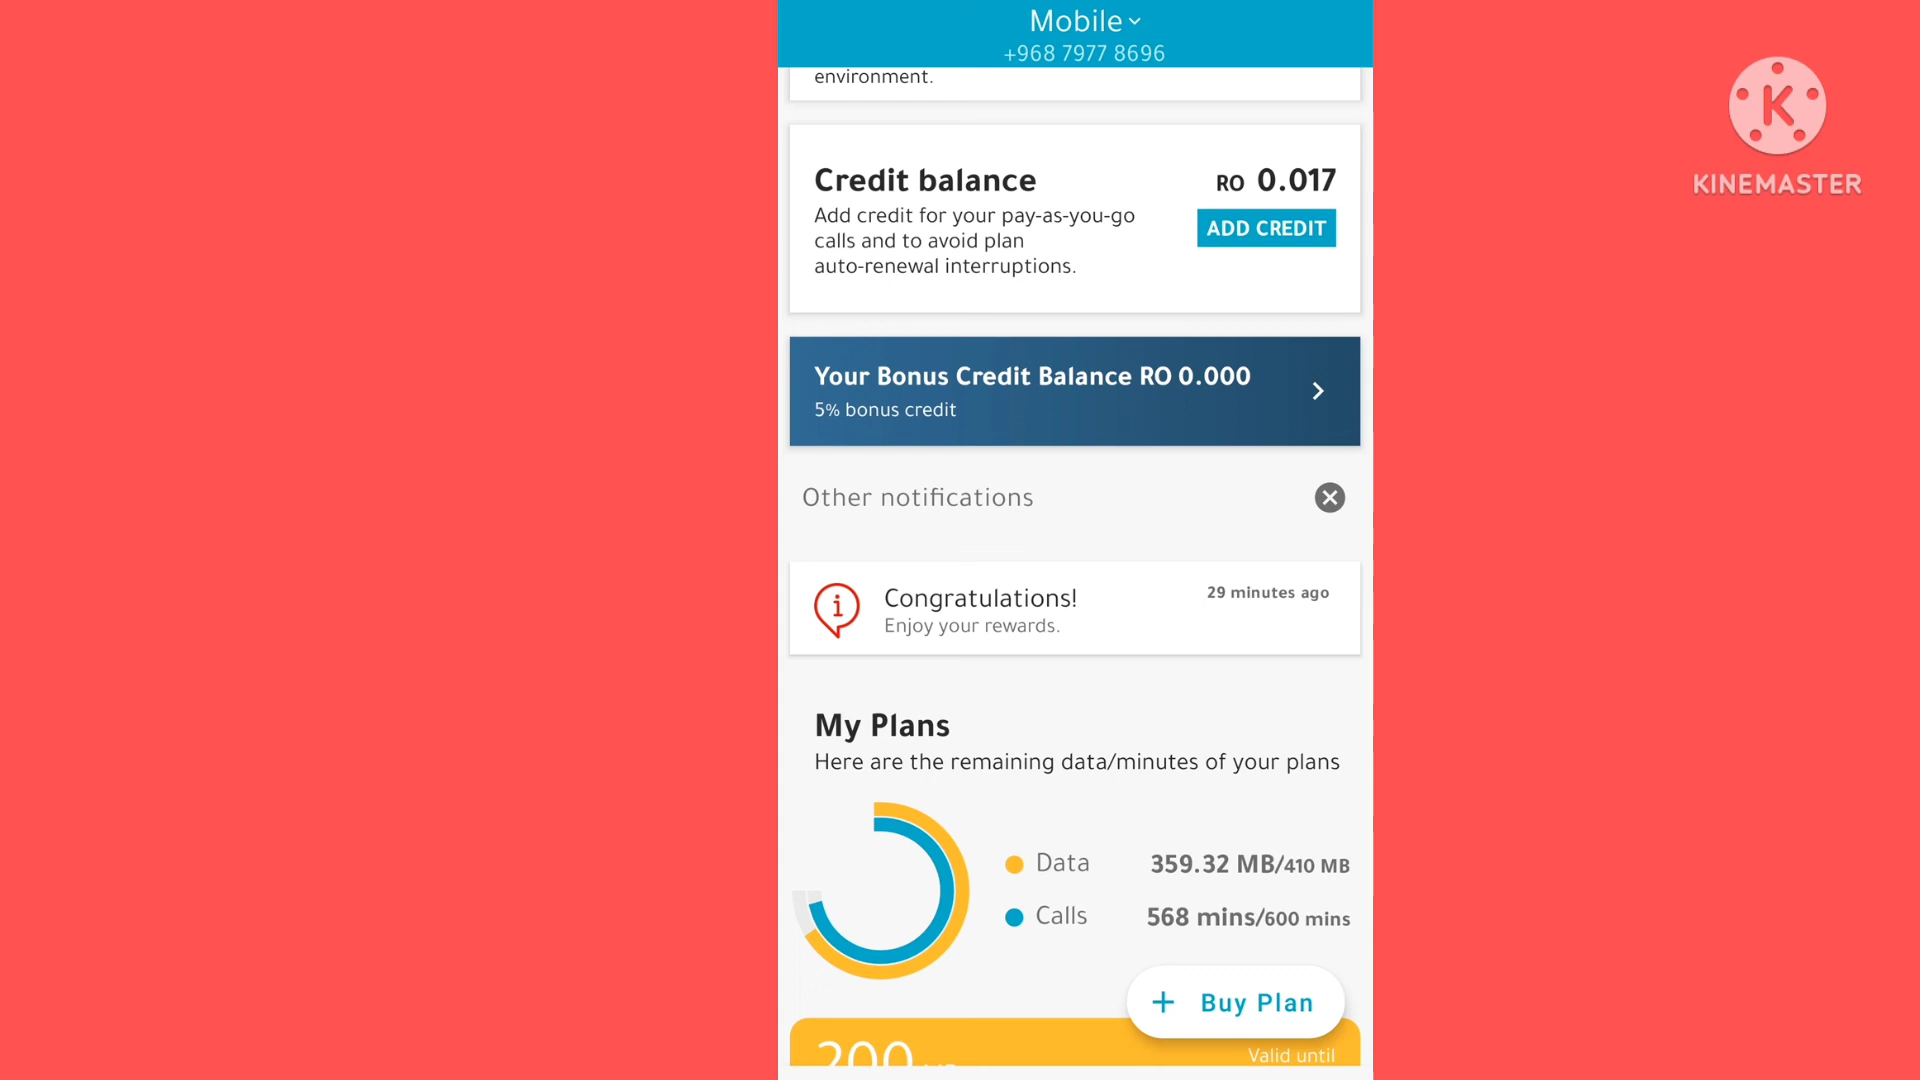 Mobile
+968 7977 8696
environment.
Credit balance
RO 0.017
Add credit for your pay-as-you-go
calls and to avoid plan
auto-renewal interruptions.
ADD CREDIT
Your Bonus Credit Balance RO 0.000
5% bonus credit
Other notifications
Congratulations!
29 minutes ago
Enjoy your rewards.
My Plans
Here are the remaining data/minutes of your plans
Data 359.32 MB/410 MB
Calls 568 mins/600 mins
+ Buy Plan
200
Valid until
K
KINEMASTER